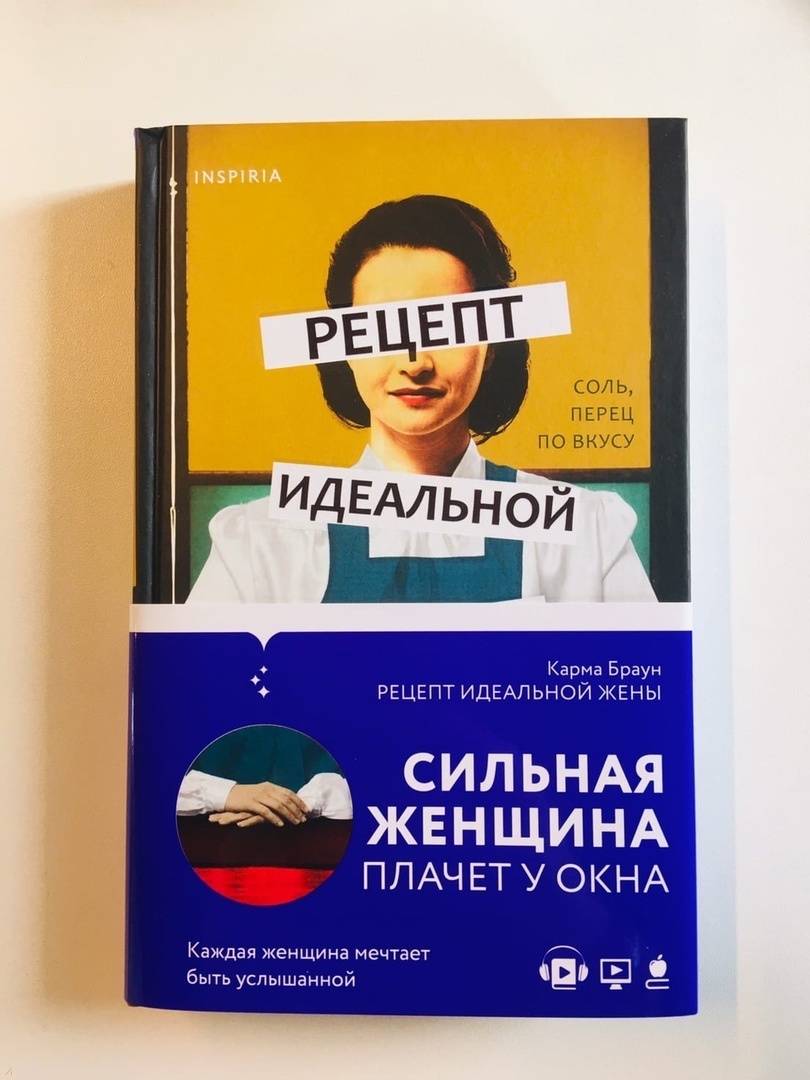 INSPIRIA
РЕЦЕПТ
СОЛЬ,
ПЕРЕЦ
ПО ВКУСУ
ИДЕАЛЬНОЙ
Карма Браун
РЕЦЕПТ ИДЕАЛЬНОЙ ЖЕНЫ
СИЛЬНАЯ
ЖЕНЩИНА
ПЛАЧЕТ У ОКНА
Каждая женщина мечтает
быть услышанной